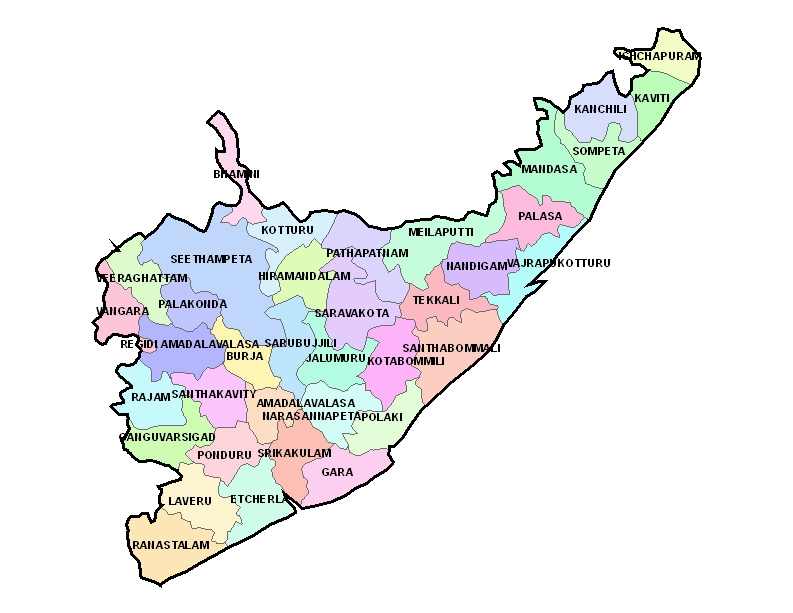 ICHCHAPURAM
KAVITI
KANCHILI
SOMPETA
MANDASA
BHAMINI
PALASA
KOTTURU
MEILAPUTTI
PATHAPATNAM
SEETHAMPETA
VAJRAPUKOTTURU
NANDIGAM
HIRAMANDALAM
VEERAGHATTAM
TEKKALI
PALAKONDA
VANGARA
SARAVAKOTA
REGIDI AMADALAVALASA
SARUBUJJILI
SANTHABOMMALI
BURJA
JALUMURU
KOTABOMMILI
RAJAM
SANTHAKAVITY
AMADALAVALASA
NARASANNAPETA
POLAKI
GANGUVARSIGAD
PONDURU
SRIKAKULAM
GARA
LAVERU
ETCHERLA
RANASTALAM